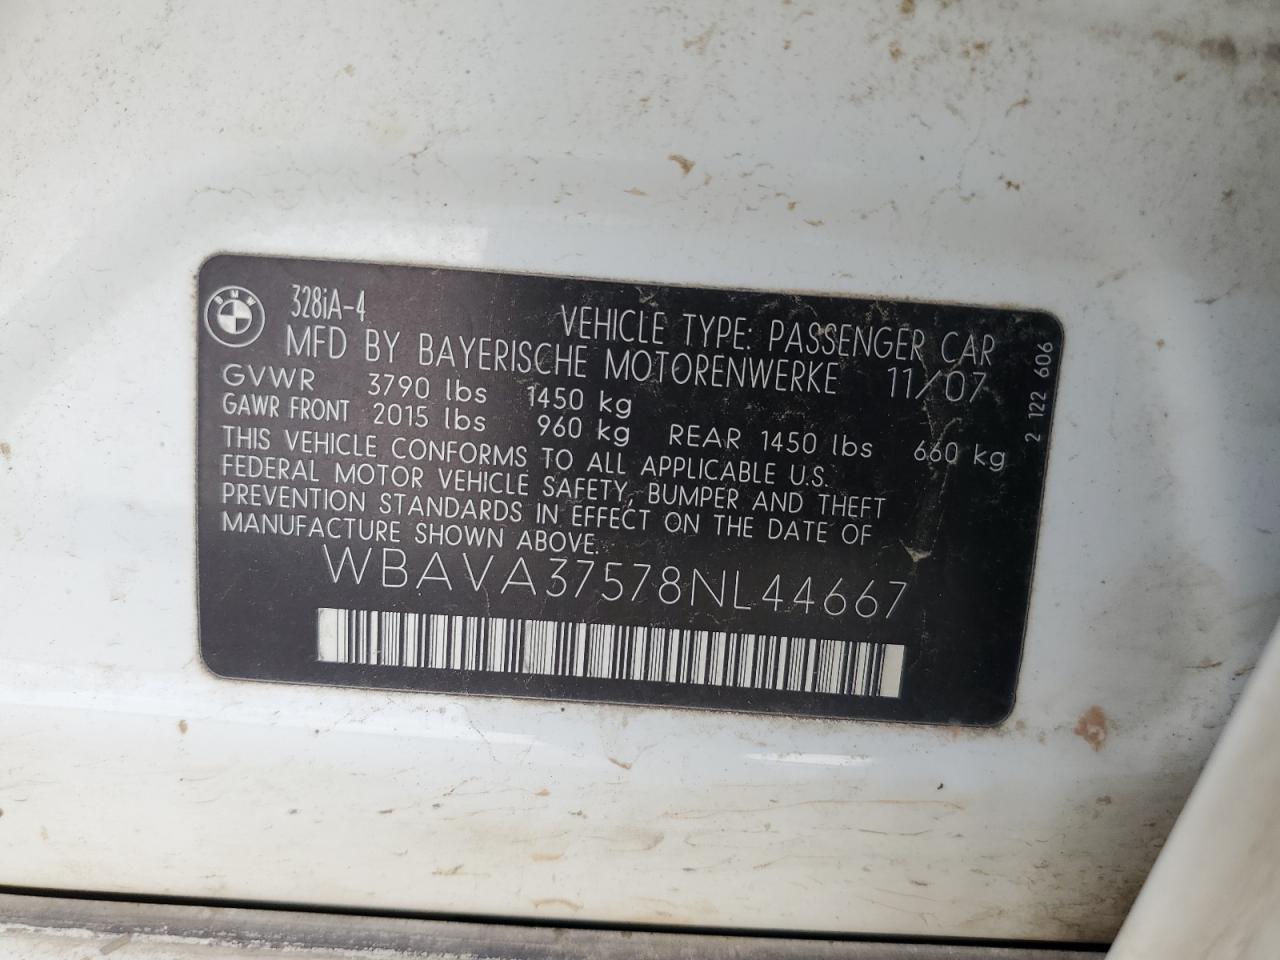 BMW
328iA-4
VEHICLE TYPE: PASSENGER CAR
MFD BY BAYERISCHE MOTORENWERKE 11/07
GVWR 3790 lbs 1450 kg
GAWR FRONT 2015 lbs 960 kg REAR 1450 lbs 660 kg
THIS VEHICLE CONFORMS TO ALL APPLICABLE U.S.
FEDERAL MOTOR VEHICLE SAFETY, BUMPER AND THEFT
PREVENTION STANDARDS IN EFFECT ON THE DATE OF
MANUFACTURE SHOWN ABOVE.
WBAVA37578NL44667
2 122 606